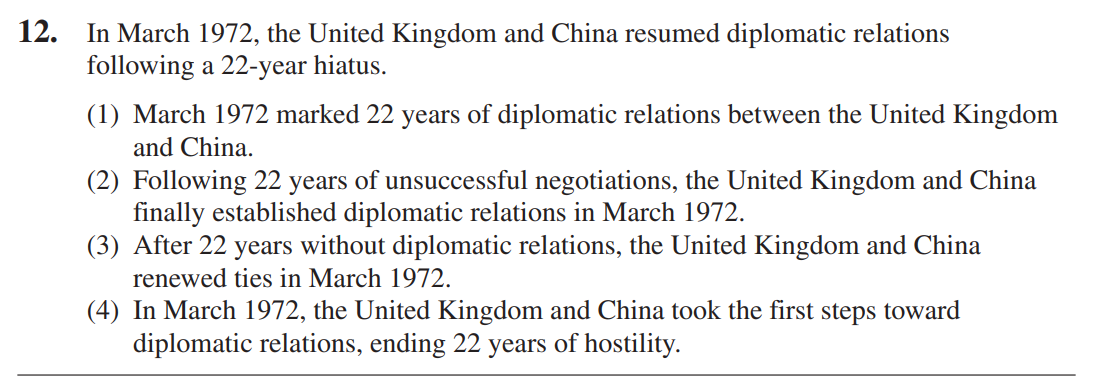 12. In March 1972, the United Kingdom and China resumed diplomatic relations
following a 22-year hiatus.
(1) March 1972 marked 22 years of diplomatic relations between the United Kingdom
and China.
(2) Following 22 years of unsuccessful negotiations, the United Kingdom and China
finally established diplomatic relations in March 1972.
(3) After 22 years without diplomatic relations, the United Kingdom and China
renewed ties in March 1972.
(4) In March 1972, the United Kingdom and China took the first steps toward
diplomatic relations, ending 22 years of hostility.